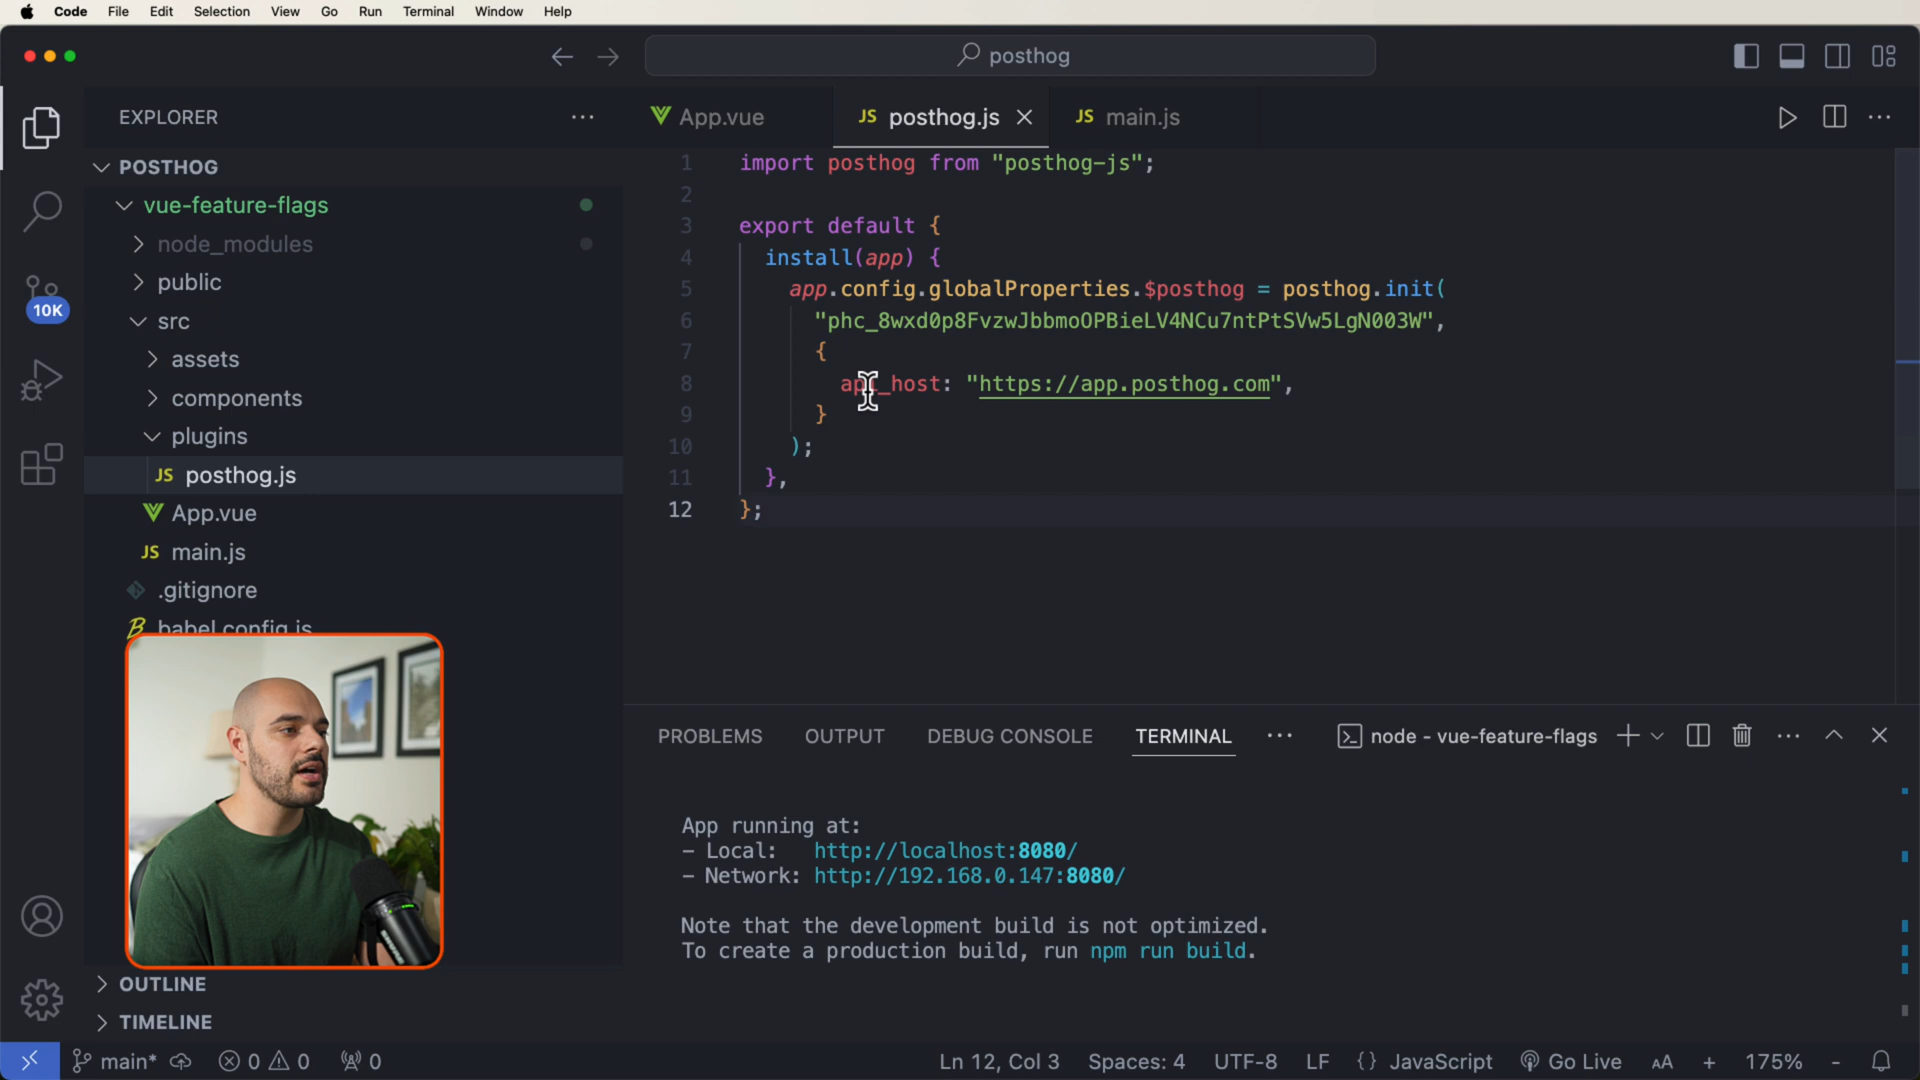 Code File Edit Selection View Go Run Terminal Window Help
posthog
EXPLORER
POSTHOG
vue-feature-flags
node_modules
public
10K
src
assets
components
plugins
JS posthog.js
App.vue
JS main.js
.gitignore
babel.config.js
OUTLINE
TIMELINE
App.vue JS posthog.js JS main.js
1 import posthog from "posthog-js";
2
3 export default {
4 install(app) {
5 app.config.globalProperties.$posthog = posthog.init(
6 "phc_8wxd0p8FvzwJbbmoOPBieLV4NCu7ntPtSVw5LgN003W",
7 {
8 api_host: "https://app.posthog.com",
9 }
10 );
11 },
12 };
PROBLEMS OUTPUT DEBUG CONSOLE TERMINAL node - vue-feature-flags
App running at:
- Local: http://localhost:8080/
- Network: http://192.168.0.147:8080/
Note that the development build is not optimized.
To create a production build, run npm run build.
main* 0 0 0 Ln 12, Col 3 Spaces: 4 UTF-8 LF {} JavaScript Go Live AA + 175% -